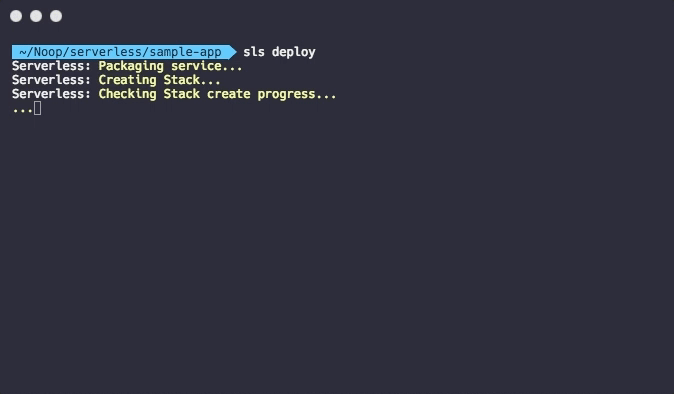 ~/Noop/serverless/sample-app sls deploy
Serverless: Packaging service...
Serverless: Creating Stack...
Serverless: Checking Stack create progress...
...